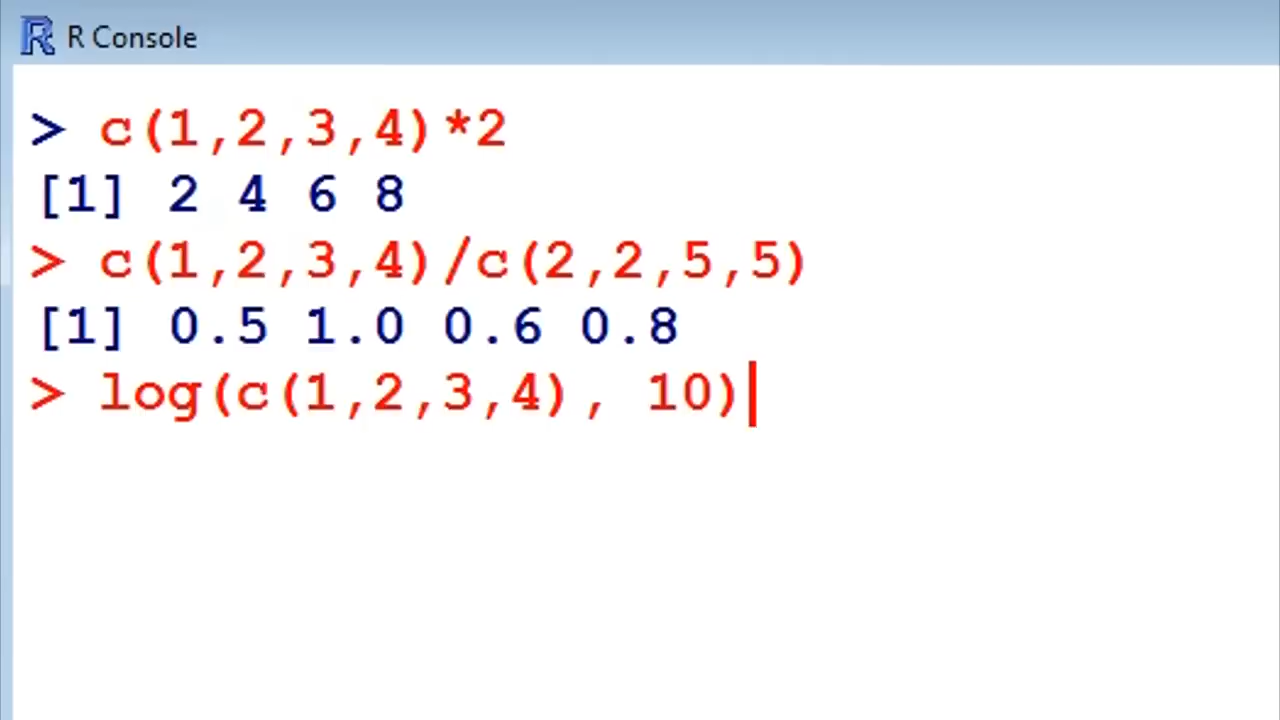 R R Console
> c(1,2,3,4)*2
[1] 2 4 6 8
> c(1,2,3,4)/c(2,2,5,5)
[1] 0.5 1.0 0.6 0.8
> log(c(1,2,3,4), 10)